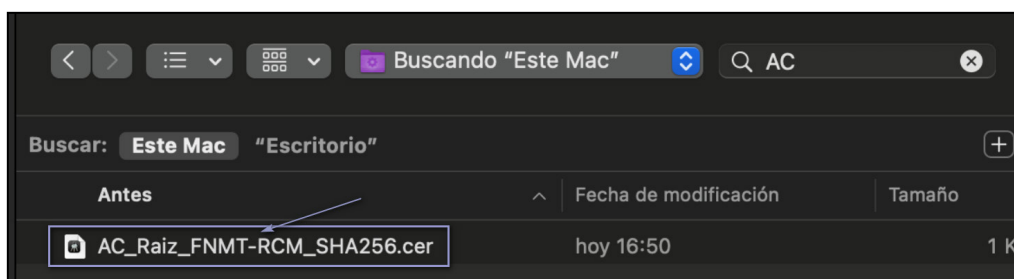 Buscando “Este Mac” AC
Buscar: Este Mac “Escritorio”
Antes Fecha de modificación Tamaño
AC_Raiz_FNMT-RCM_SHA256.cer hoy 16:50 1 K